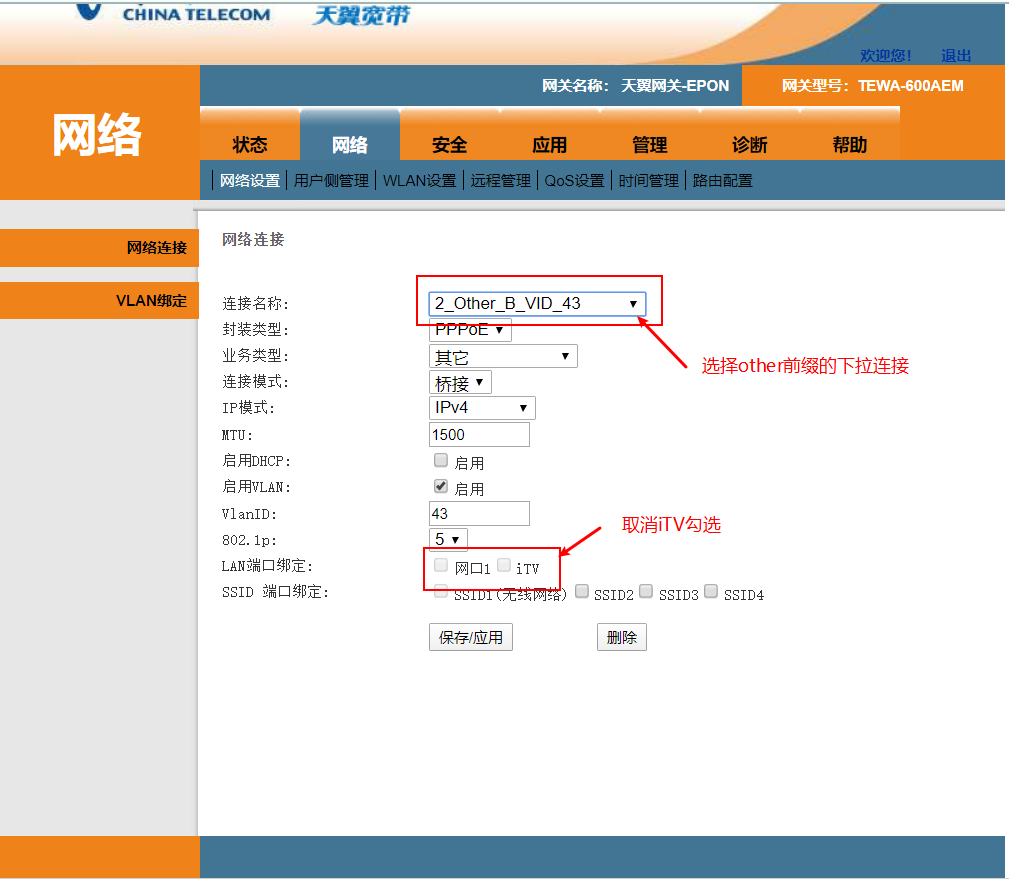 CHINA TELECOM 天翼宽带
欢迎您! 退出
网关名称: 天翼网关-EPON 网关型号: TEWA-600AEM
网络
状态 网络 安全 应用 管理 诊断 帮助
网络设置 用户侧管理 WLAN设置 远程管理 QoS设置 时间管理 路由配置
网络连接
VLAN绑定
网络连接
连接名称: 2_Other_B_VID_43
封装类型: PPPoE
选择other前缀的下拉连接
业务类型: 其它
连接模式: 桥接
IP模式: IPv4
MTU: 1500
启用DHCP: 启用
启用VLAN: 启用
VlanID: 43
取消iTV勾选
802.1p: 5
LAN端口绑定: 网口1 iTV
SSID 端口绑定: SSID1(无线网络) SSID2 SSID3 SSID4
保存/应用 删除